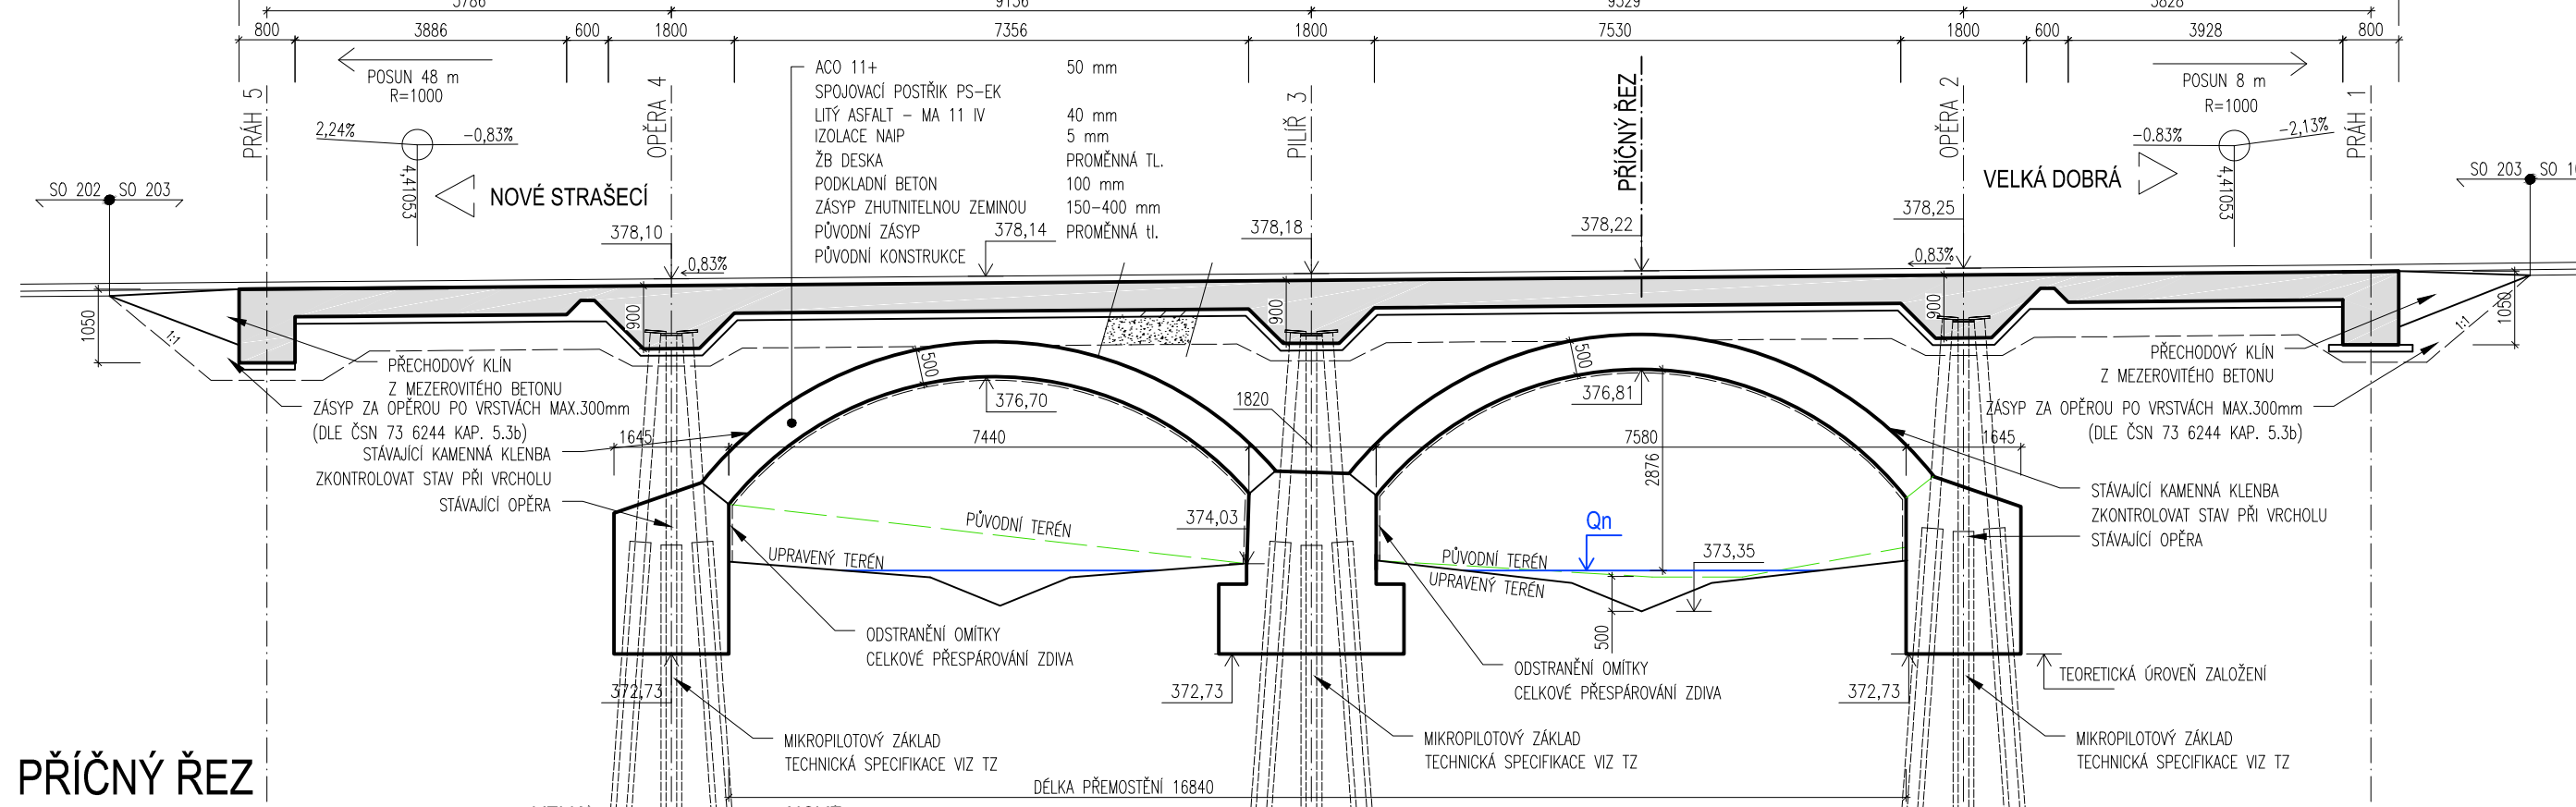 5786 9156 9329 5828
800 3886 600 1800 7356 1800 7530 1800 600 3928 800
POSUN 48 m
R=1000
PRÁH 5
OPĚRA 4
2,24% -0,83%
4,41053
NOVÉ STRAŠECÍ
SO 202 SO 203
ACO 11+ 50 mm
SPOJOVACÍ POSTŘIK PS-EK
LITÝ ASFALT - MA 11 IV 40 mm
IZOLACE NAIP 5 mm
ŽB DESKA PROMĚNNÁ TL.
PODKLADNÍ BETON 100 mm
ZÁSYP ZHUTNITELNOU ZEMINOU 150-400 mm
PŮVODNÍ ZÁSYP PROMĚNNÁ tl.
PŮVODNÍ KONSTRUKCE
PILÍŘ 3
PŘÍČNÝ ŘEZ
OPĚRA 2
PRÁH 1
POSUN 8 m
R=1000
-0.83% -2,13%
4,41053
VELKÁ DOBRÁ
SO 203
378,10
378,14
378,18
378,22
378,25
0,83%
0,83%
1050
1:1
900
900
900
1:1
1050
PŘECHODOVÝ KLÍN
Z MEZEROVITÉHO BETONU
ZÁSYP ZA OPĚROU PO VRSTVÁCH MAX.300mm
(DLE ČSN 73 6244 KAP. 5.3b)
STÁVAJÍCÍ KAMENNÁ KLENBA
ZKONTROLOVAT STAV PŘI VRCHOLU
STÁVAJÍCÍ OPĚRA
500
376,70
500
376,81
1820
1645 7440 7580 1645
2876
PŘECHODOVÝ KLÍN
Z MEZEROVITÉHO BETONU
ZÁSYP ZA OPĚROU PO VRSTVÁCH MAX.300mm
(DLE ČSN 73 6244 KAP. 5.3b)
STÁVAJÍCÍ KAMENNÁ KLENBA
ZKONTROLOVAT STAV PŘI VRCHOLU
STÁVAJÍCÍ OPĚRA
PŮVODNÍ TERÉN
UPRAVENÝ TERÉN
374,03
Qn
PŮVODNÍ TERÉN
UPRAVENÝ TERÉN
373,35
500
ODSTRANĚNÍ OMÍTKY
CELKOVÉ PŘESPÁROVÁNÍ ZDIVA
ODSTRANĚNÍ OMÍTKY
CELKOVÉ PŘESPÁROVÁNÍ ZDIVA
TEORETICKÁ ÚROVEŇ ZALOŽENÍ
372,73
372,73
372,73
MIKROPILOTOVÝ ZÁKLAD
TECHNICKÁ SPECIFIKACE VIZ TZ
MIKROPILOTOVÝ ZÁKLAD
TECHNICKÁ SPECIFIKACE VIZ TZ
MIKROPILOTOVÝ ZÁKLAD
TECHNICKÁ SPECIFIKACE VIZ TZ
PŘÍČNÝ ŘEZ
DÉLKA PŘEMOSTĚNÍ 16840